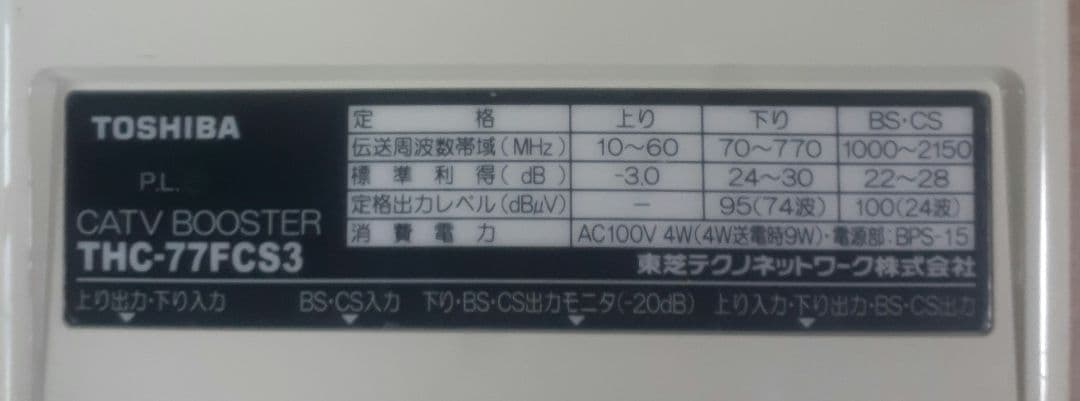 TOSHIBA
P.L.
CATV BOOSTER
THC-77FCS3
定格 上り 下り BS・CS
伝送周波数帯域(MHz) 10～60 70～770 1000～2150
標準利得(dB) -3.0 24～30 22～28
定格出力レベル(dBμV) － 95(74波) 100(24波)
消費電力 AC100V 4W(4W送電時9W)・電源部:BPS-15
東芝テクノネットワーク株式会社
上り出力・下り入力 BS・CS入力 下り・BS・CS出力モニタ(-20dB) 上り入力・下り出力・BS・CS出力